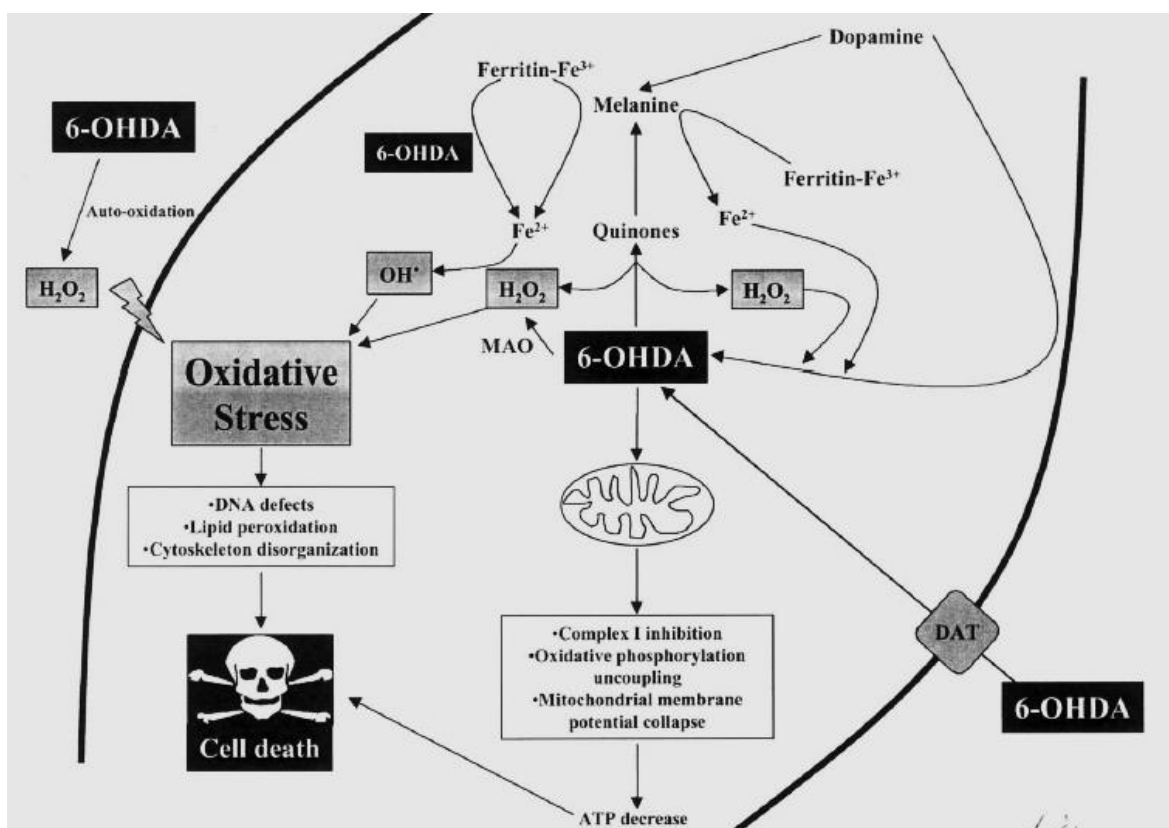 Dopamine
Ferritin-Fe³⁺
Melanine
6-OHDA
6-OHDA
Ferritin-Fe³⁺
Auto-oxidation
Fe²⁺
Quinones
Fe²⁺
OH•
H₂O₂
H₂O₂
H₂O₂
MAO
6-OHDA
Oxidative
Stress
•DNA defects
•Lipid peroxidation
•Cytoskeleton disorganization
•Complex I inhibition
•Oxidative phosphorylation
uncoupling
•Mitochondrial membrane
potential collapse
DAT
6-OHDA
Cell death
ATP decrease